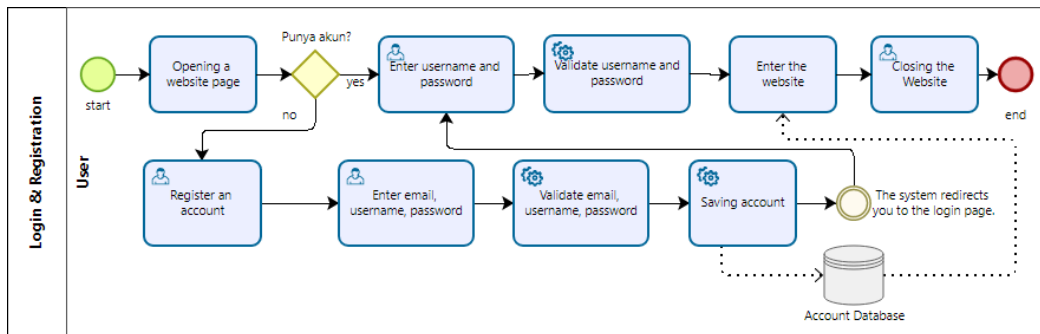 Login & Registration
User
start
Opening a
website page
Punya akun?
yes
no
Enter username and
password
Validate username and
password
Enter the
website
Closing the
Website
end
Register an
account
Enter email,
username, password
Validate email,
username, password
Saving account
The system redirects
you to the login page.
Account Database